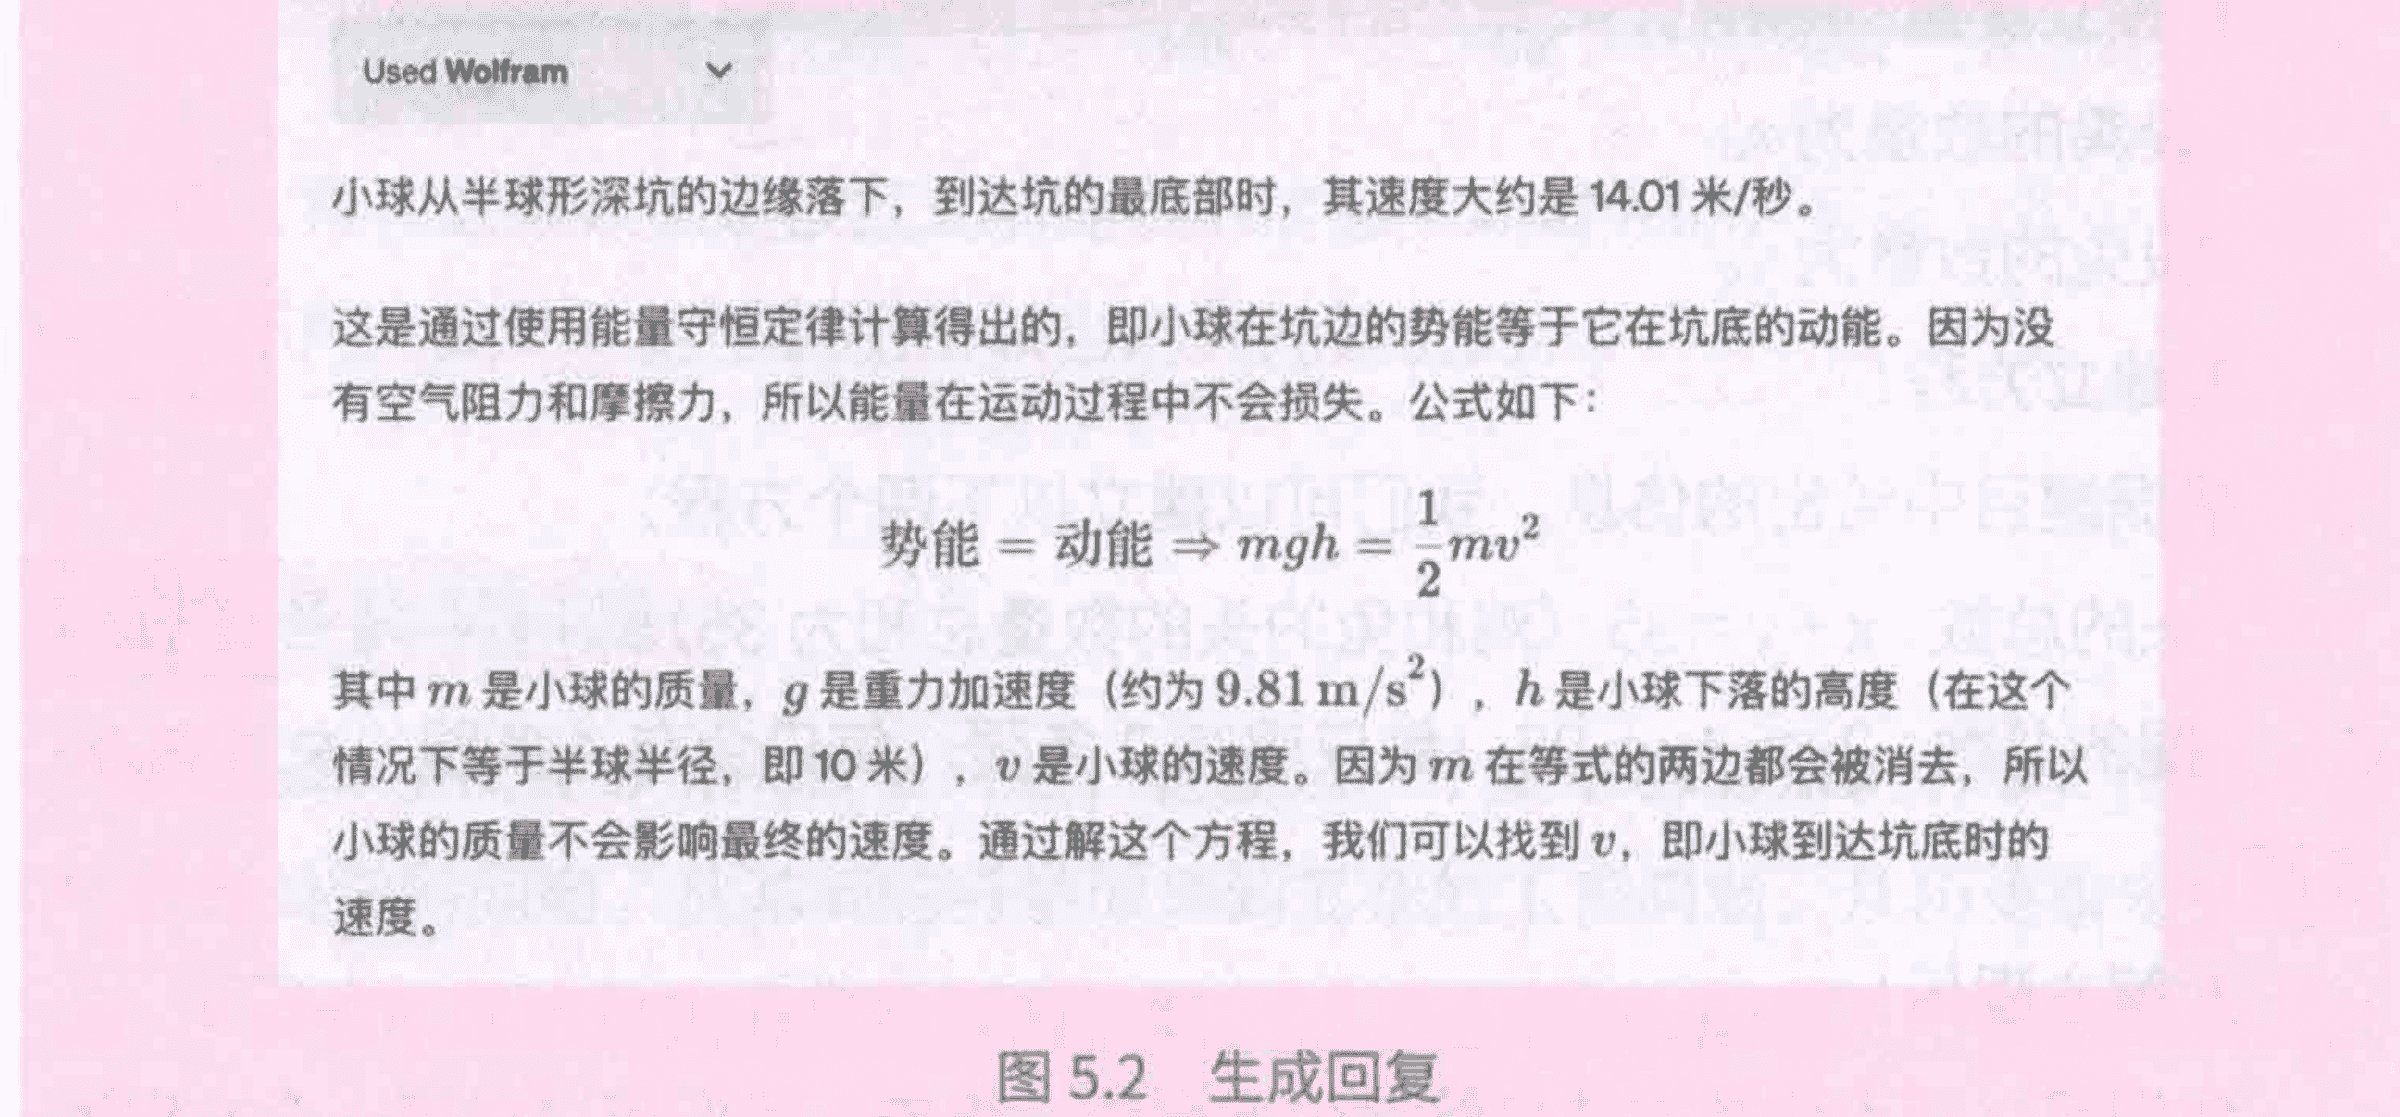 Used Wolfram
小球从半球形深坑的边缘落下，到达坑的最底部时，其速度大约是 14.01 米/秒。
这是通过使用能量守恒定律计算得出的，即小球在坑边的势能等于它在坑底的动能。因为没
有空气阻力和摩擦力，所以能量在运动过程中不会损失。公式如下：
势能 = 动能 ⇒ mgh = \frac{1}{2}mv²
其中 m 是小球的质量，g 是重力加速度（约为 9.81 m/s²），h 是小球下落的高度（在这个
情况下等于半球半径，即 10 米），v 是小球的速度。因为 m 在等式的两边都会被消去，所以
小球的质量不会影响最终的速度。通过解这个方程，我们可以找到 v，即小球到达坑底时的
速度。
图 5.2 生成回复